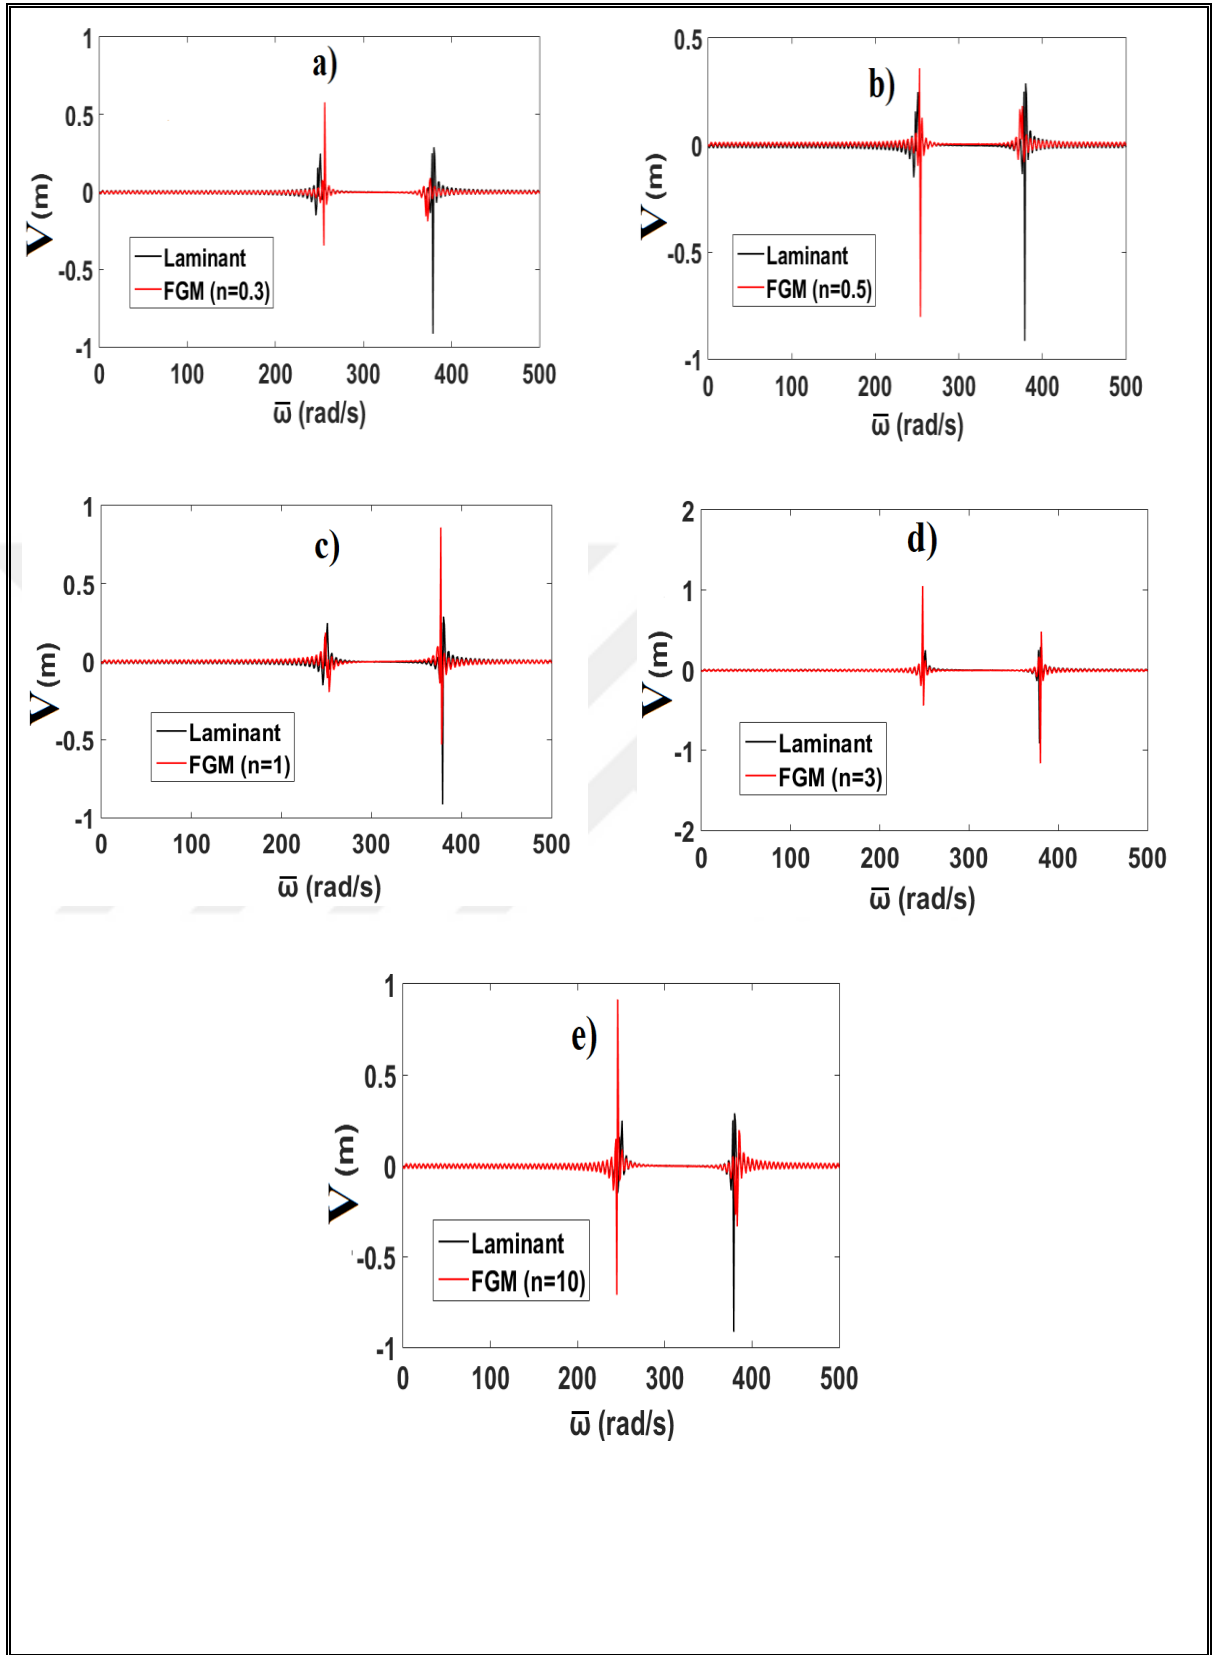 a)
1
0.5
0
-0.5
-1
V (m)
Laminant
FGM (n=0.3)
0 100 200 300 400 500
ω̅ (rad/s)
b)
0.5
0
-0.5
-1
V (m)
Laminant
FGM (n=0.5)
0 100 200 300 400 500
ω̅ (rad/s)
c)
1
0.5
0
-0.5
-1
V (m)
Laminant
FGM (n=1)
0 100 200 300 400 500
ω̅ (rad/s)
d)
2
1
0
-1
-2
V (m)
Laminant
FGM (n=3)
0 100 200 300 400 500
ω̅ (rad/s)
e)
1
0.5
0
-0.5
-1
V (m)
Laminant
FGM (n=10)
0 100 200 300 400 500
ω̅ (rad/s)